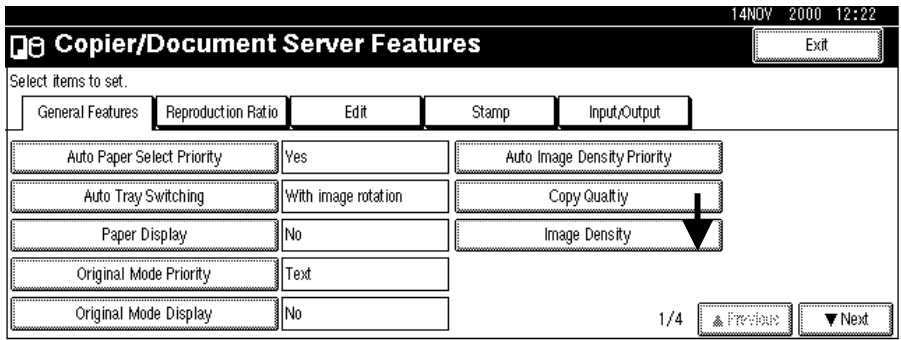 14NOV 2000 12:22
Copier/Document Server Features Exit
Select items to set.
General Features Reproduction Ratio Edit Stamp Input/Output
Auto Paper Select Priority Yes Auto Image Density Priority
Auto Tray Switching With image rotation Copy Qualtiy
Paper Display No Image Density
Original Mode Priority Text
Original Mode Display No
1/4 ▲ Previous ▼ Next